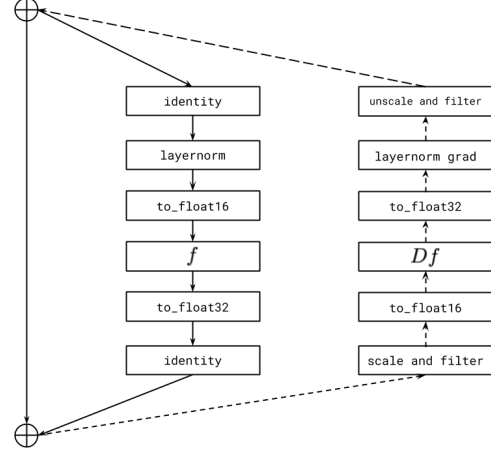 identity
layernorm
to_float16
f
to_float32
identity
unscale and filter
layernorm grad
to_float32
Df
to_float16
scale and filter